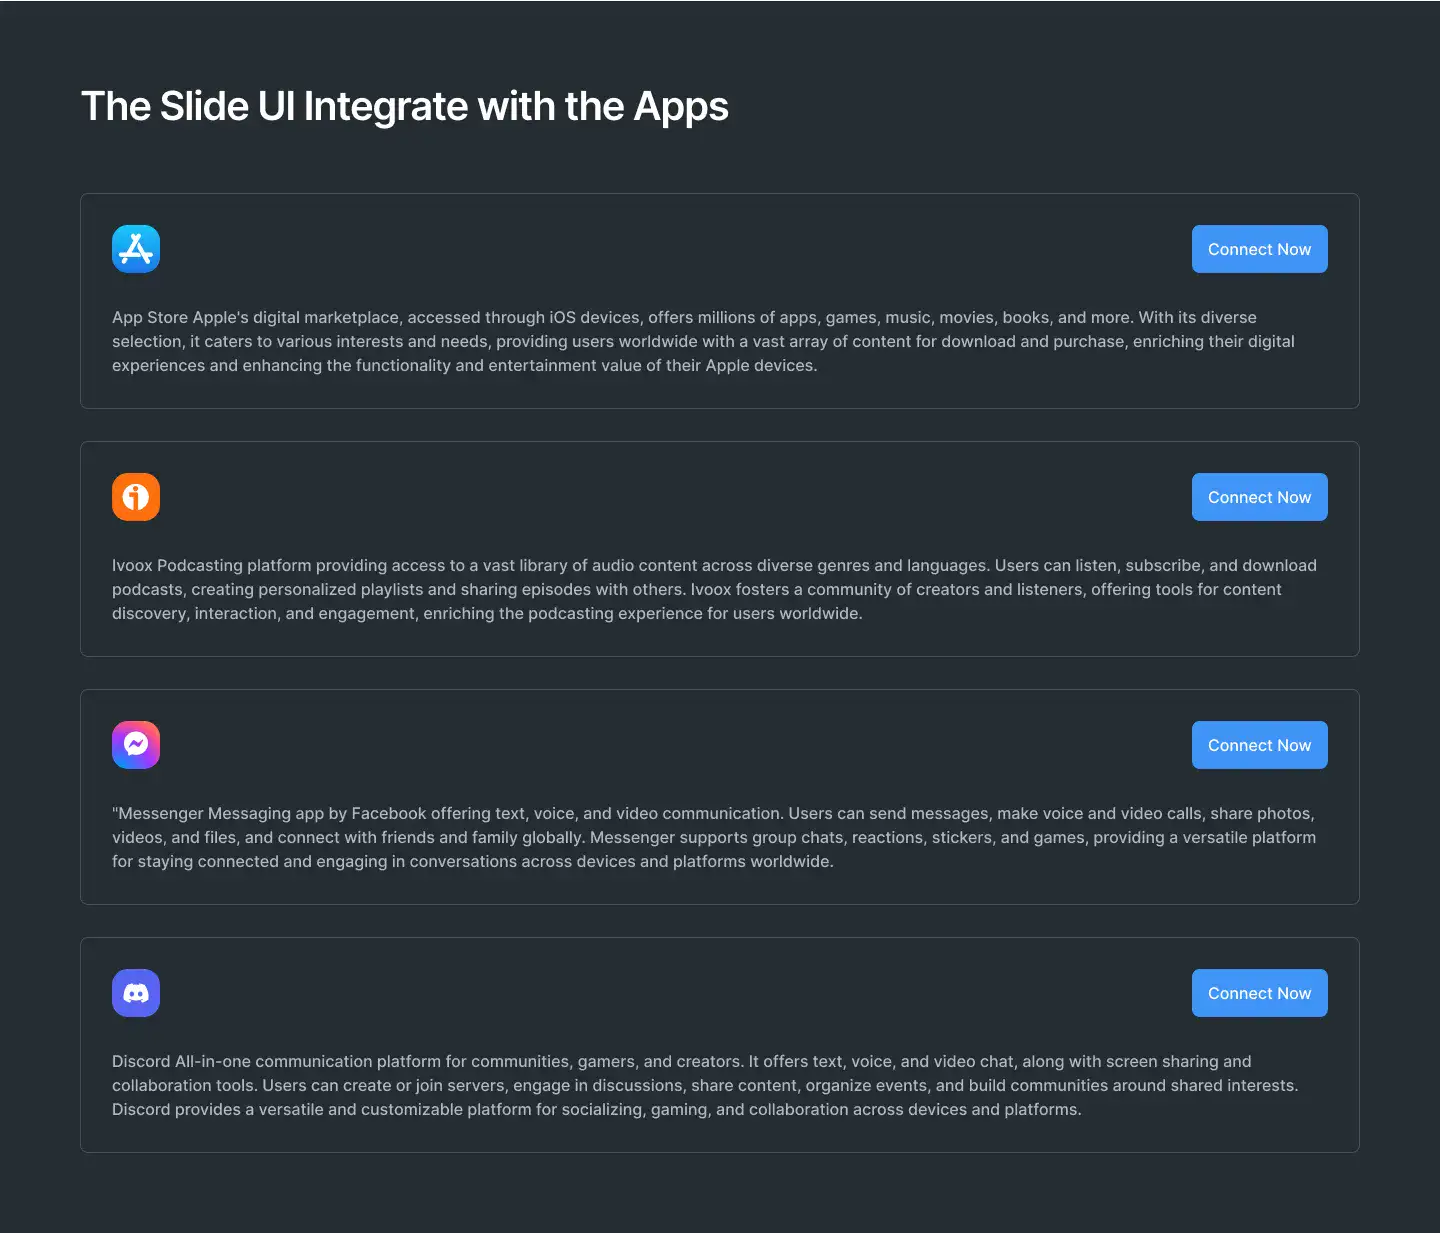 The Slide UI Integrate with the Apps
Connect Now
App Store Apple's digital marketplace, accessed through iOS devices, offers millions of apps, games, music, movies, books, and more. With its diverse
selection, it caters to various interests and needs, providing users worldwide with a vast array of content for download and purchase, enriching their digital
experiences and enhancing the functionality and entertainment value of their Apple devices.
Connect Now
Ivoox Podcasting platform providing access to a vast library of audio content across diverse genres and languages. Users can listen, subscribe, and download
podcasts, creating personalized playlists and sharing episodes with others. Ivoox fosters a community of creators and listeners, offering tools for content
discovery, interaction, and engagement, enriching the podcasting experience for users worldwide.
Connect Now
"Messenger Messaging app by Facebook offering text, voice, and video communication. Users can send messages, make voice and video calls, share photos,
videos, and files, and connect with friends and family globally. Messenger supports group chats, reactions, stickers, and games, providing a versatile platform
for staying connected and engaging in conversations across devices and platforms worldwide.
Connect Now
Discord All-in-one communication platform for communities, gamers, and creators. It offers text, voice, and video chat, along with screen sharing and
collaboration tools. Users can create or join servers, engage in discussions, share content, organize events, and build communities around shared interests.
Discord provides a versatile and customizable platform for socializing, gaming, and collaboration across devices and platforms.